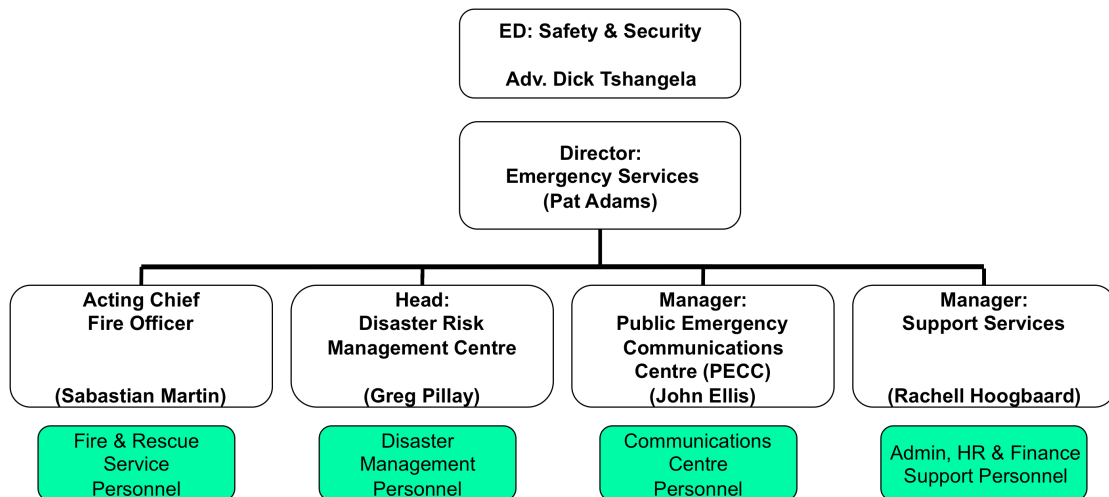 ED: Safety & Security
Adv. Dick Tshangela
Director:
Emergency Services
(Pat Adams)
Acting Chief
Fire Officer
(Sabastian Martin)
Head:
Disaster Risk
Management Centre
(Greg Pillay)
Manager:
Public Emergency
Communications
Centre (PECC)
(John Ellis)
Manager:
Support Services
(Rachell Hoogbaard)
Fire & Rescue
Service
Personnel
Disaster
Management
Personnel
Communications
Centre
Personnel
Admin, HR & Finance
Support Personnel